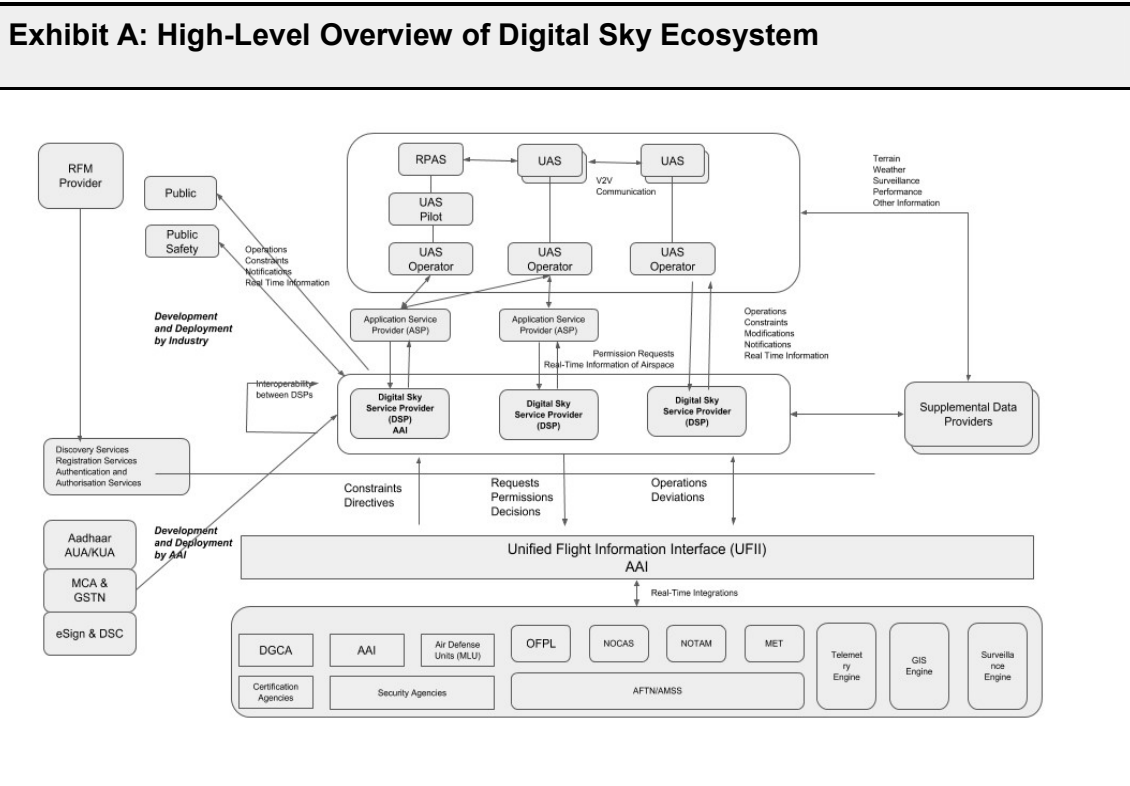 Exhibit A: High-Level Overview of Digital Sky Ecosystem
RFM
Provider
Public
Public
Safety
Operations
Constraints
Notifications
Real Time Information
Development
and Deployment
by Industry
RPAS
UAS
UAS
V2V
Communication
UAS
Pilot
UAS
Operator
UAS
Operator
UAS
Operator
Terrain
Weather
Surveillance
Performance
Other Information
Application Service
Provider (ASP)
Application Service
Provider (ASP)
Operations
Constraints
Modifications
Notifications
Real Time Information
Permission Requests
Real-Time Information of Airspace
Interoperability
between DSPs
Digital Sky
Service Provider
(DSP)
AAI
Digital Sky
Service Provider
(DSP)
Digital Sky
Service Provider
(DSP)
Supplemental Data
Providers
Discovery Services
Registration Services
Authentication and
Authorisation Services
Constraints
Directives
Requests
Permissions
Decisions
Operations
Deviations
Aadhaar
AUA/KUA
MCA &
GSTN
eSign & DSC
Development
and Deployment
by AAI
Unified Flight Information Interface (UFII)
AAI
Real-Time Integrations
DGCA
AAI
Air Defense
Units (MLU)
OFPL
NOCAS
NOTAM
MET
Certification
Agencies
Security Agencies
AFTN/AMSS
Telemet
ry
Engine
GIS
Engine
Surveilla
nce
Engine